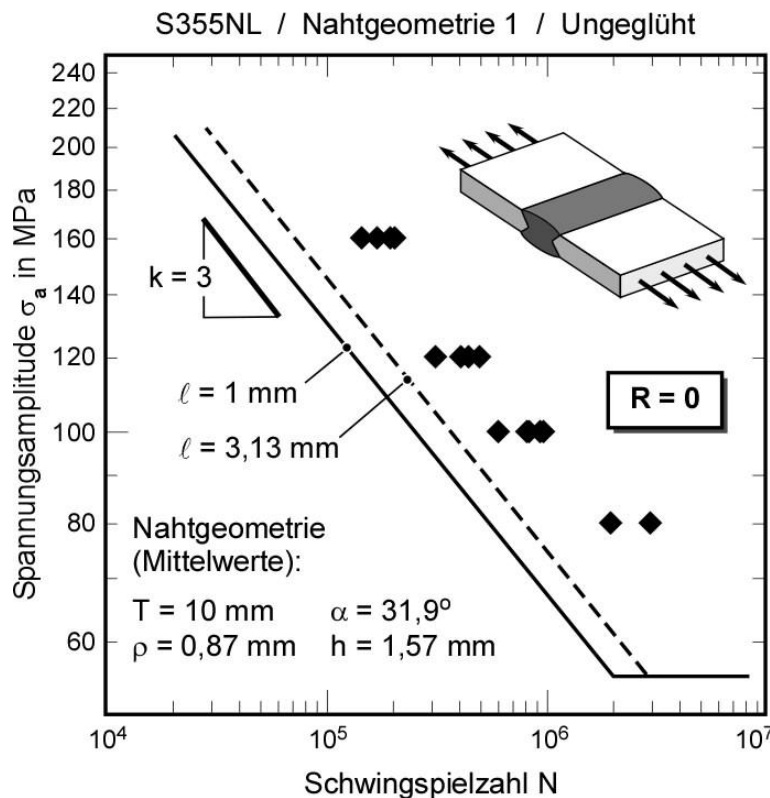 S355NL / Nahtgeometrie 1 / Ungeglüht
240
220
200
180
160
140
120
100
80
60
Spannungsamplitude σa in MPa
k = 3
ℓ = 1 mm
ℓ = 3,13 mm
R = 0
Nahtgeometrie
(Mittelwerte):
T = 10 mm α = 31,9º
ρ = 0,87 mm h = 1,57 mm
10⁴ 10⁵ 10⁶ 10⁷
Schwingspielzahl N